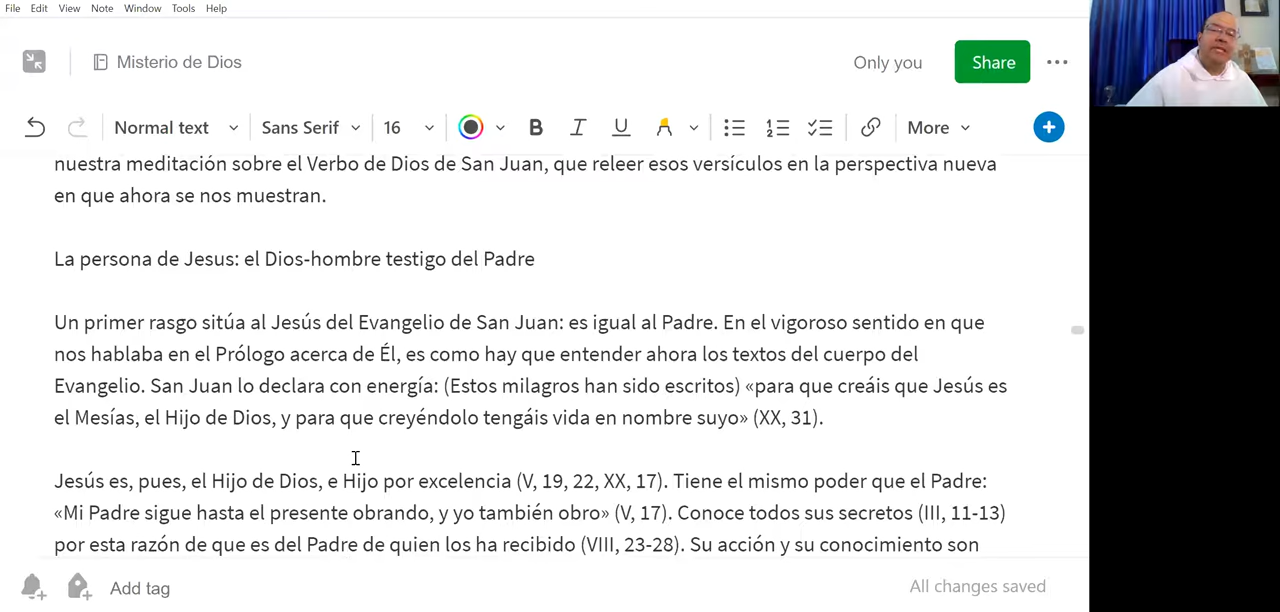 File Edit View Note Window Tools Help
Misterio de Dios
Only you
Share
Normal text
Sans Serif
16
B
I
U
More
nuestra meditación sobre el Verbo de Dios de San Juan, que releer esos versículos en la perspectiva nueva
en que ahora se nos muestran.
La persona de Jesus: el Dios-hombre testigo del Padre
Un primer rasgo sitúa al Jesús del Evangelio de San Juan: es igual al Padre. En el vigoroso sentido en que
nos hablaba en el Prólogo acerca de Él, es como hay que entender ahora los textos del cuerpo del
Evangelio. San Juan lo declara con energía: (Estos milagros han sido escritos) «para que creáis que Jesús es
el Mesías, el Hijo de Dios, y para que creyéndolo tengáis vida en nombre suyo» (XX, 31).
Jesús es, pues, el Hijo de Dios, e Hijo por excelencia (V, 19, 22, XX, 17). Tiene el mismo poder que el Padre:
«Mi Padre sigue hasta el presente obrando, y yo también obro» (V, 17). Conoce todos sus secretos (III, 11-13)
por esta razón de que es del Padre de quien los ha recibido (VIII, 23-28). Su acción y su conocimiento son
Add tag
All changes saved